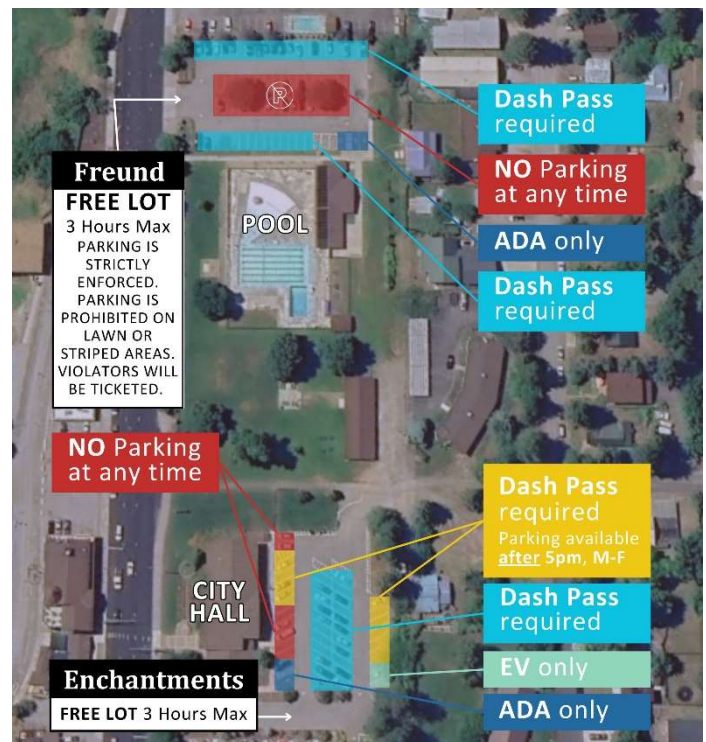 Dash Pass
required
NO Parking
at any time
ADA only
Dash Pass
required
Freund
FREE LOT
3 Hours Max
PARKING IS
STRICTLY
ENFORCED.
PARKING IS
PROHIBITED ON
LAWN OR
STRIPED AREAS.
VIOLATORS WILL
BE TICKETED.
P
POOL
NO Parking
at any time
Dash Pass
required
Parking available
after 5pm, M-F
CITY
HALL
Dash Pass
required
EV only
ADA only
Enchantments
FREE LOT 3 Hours Max